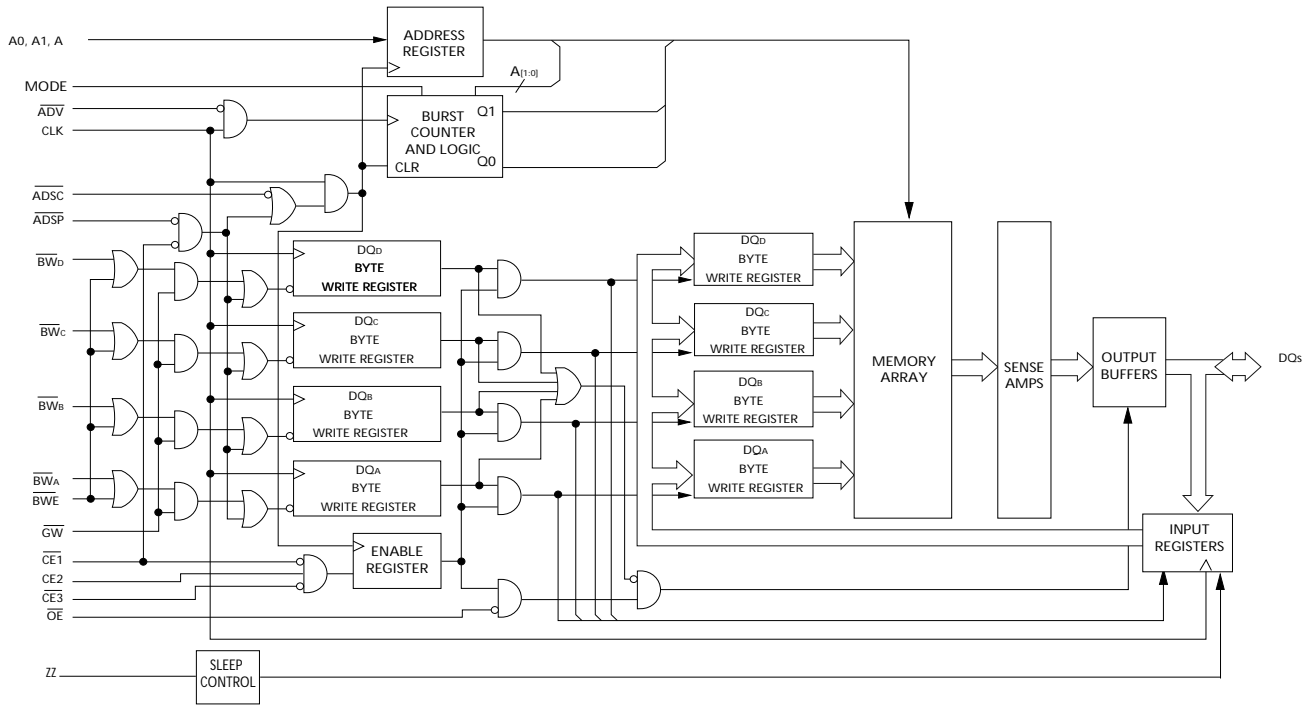 A0, A1, A
ADDRESS
REGISTER
MODE
A[1:0]
ADV
CLK
BURST
COUNTER
AND LOGIC
Q1
Q0
CLR
ADSC
ADSP
BWD
BWC
BWB
BWA
BWE
GW
CE1
CE2
CE3
OE
ZZ
DQD
BYTE
WRITE REGISTER
DQC
BYTE
WRITE REGISTER
DQB
BYTE
WRITE REGISTER
DQA
BYTE
WRITE REGISTER
ENABLE
REGISTER
SLEEP
CONTROL
DQD
BYTE
WRITE REGISTER
DQC
BYTE
WRITE REGISTER
DQB
BYTE
WRITE REGISTER
DQA
BYTE
WRITE REGISTER
MEMORY
ARRAY
SENSE
AMPS
OUTPUT
BUFFERS
DQs
INPUT
REGISTERS